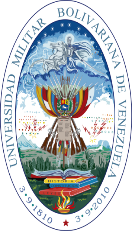 UNIVERSIDAD MILITAR BOLIVARIANA DE VENEZUELA
3·9·1810 ★ 3·9·2010